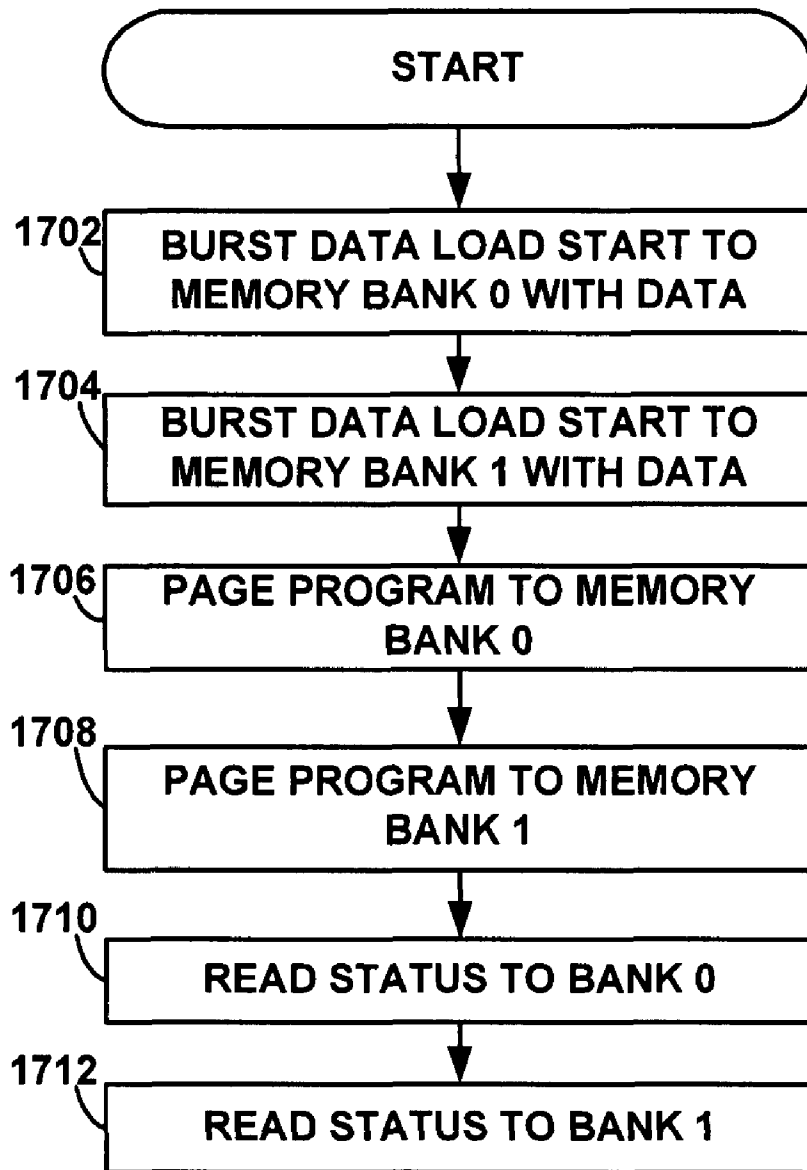 START
1702
BURST DATA LOAD START TO
MEMORY BANK 0 WITH DATA
1704
BURST DATA LOAD START TO
MEMORY BANK 1 WITH DATA
1706
PAGE PROGRAM TO MEMORY
BANK 0
1708
PAGE PROGRAM TO MEMORY
BANK 1
1710
READ STATUS TO BANK 0
1712
READ STATUS TO BANK 1